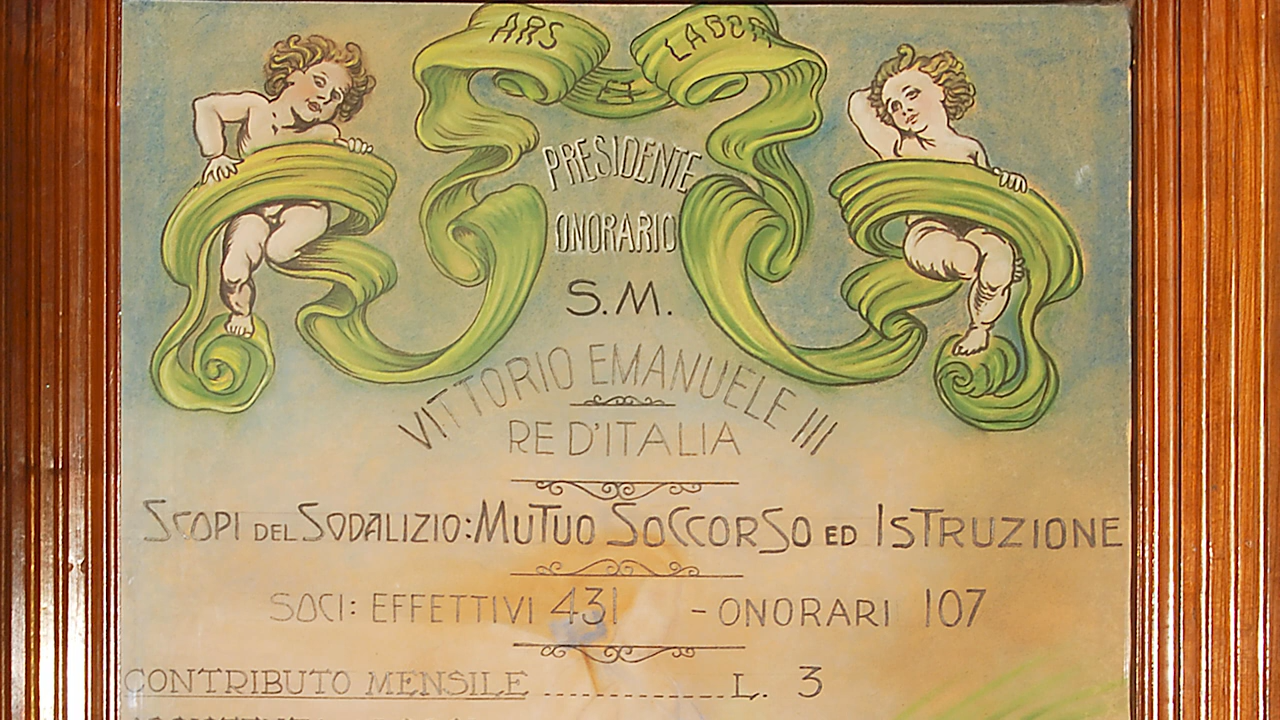 ARS ET LABOR
PRESIDENTE
ONORARIO
S.M.
VITTORIO EMANUELE III
RE D'ITALIA
SCOPI DEL SODALIZIO: MUTUO SOCCORSO ED ISTRUZIONE
SOCI: EFFETTIVI 431 - ONORARI 107
CONTRIBUTO MENSILE ................... L. 3